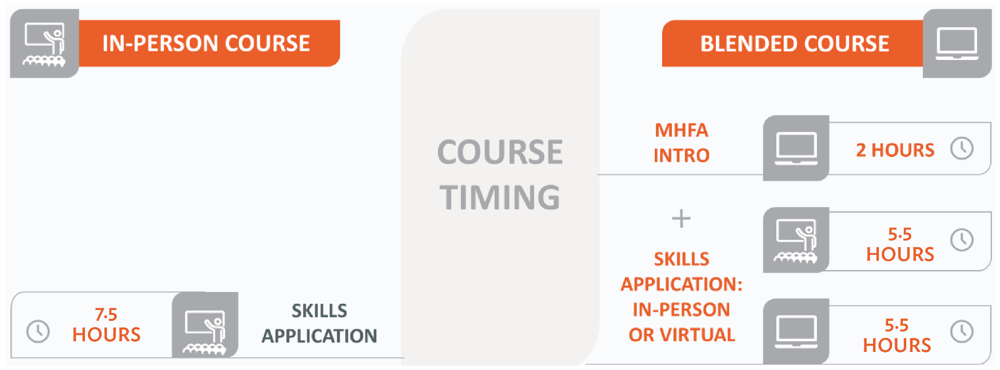 IN-PERSON COURSE
BLENDED COURSE
COURSE
TIMING
MHFA
INTRO
2 HOURS
+
5.5
HOURS
SKILLS
APPLICATION:
IN-PERSON
OR VIRTUAL
5.5
HOURS
7.5
HOURS
SKILLS
APPLICATION